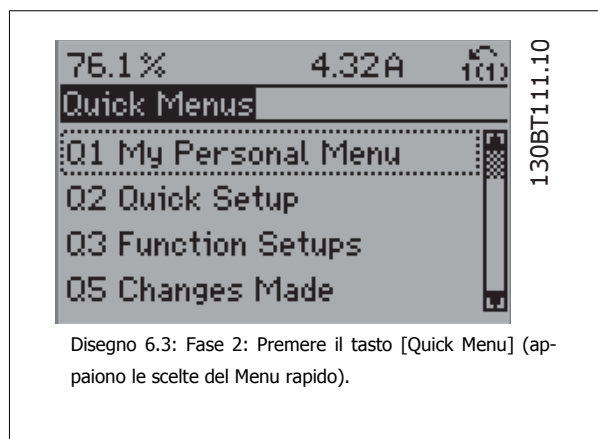 76.1% 4.32A 1(1)
Quick Menus
Q1 My Personal Menu
Q2 Quick Setup
Q3 Function Setups
Q5 Changes Made
130BT111.10
Disegno 6.3: Fase 2: Premere il tasto [Quick Menu] (ap-
paiono le scelte del Menu rapido).